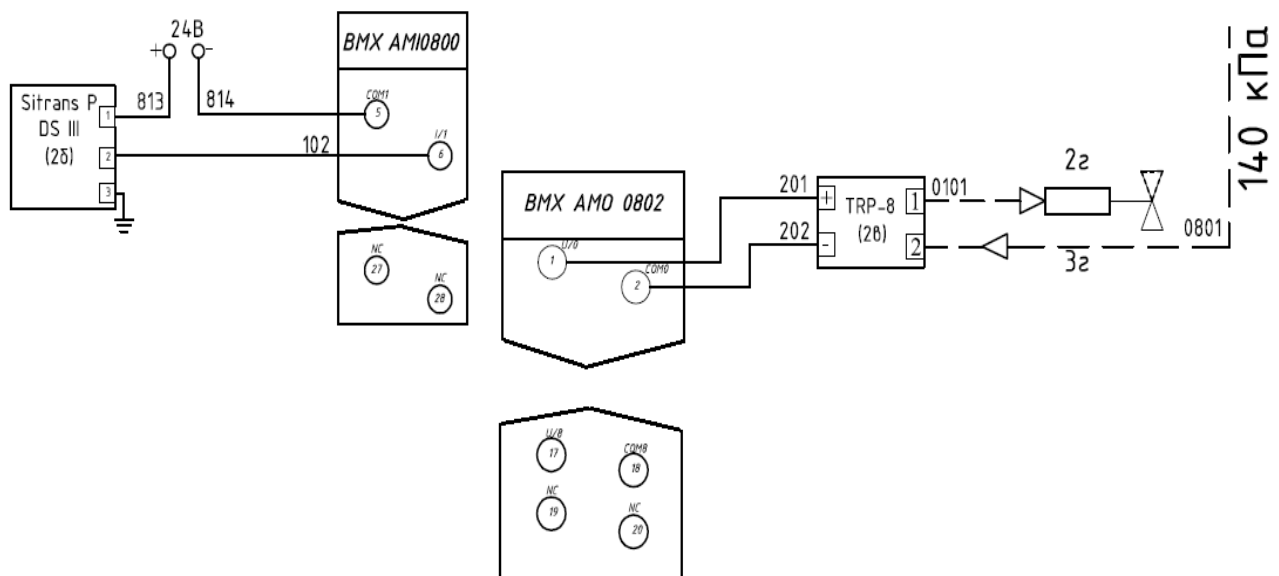 24В
+ -
BMX AMI0800
Sitrans P
DS III
(2δ)
1
2
3
813
814
102
COM1
5
I/1
6
NC
27
NC
28
BMX AMO 0802
U/0
1
COM0
2
201
202
+
-
TRP-8
(2в)
1
2
0101
2г
0801
3г
140 кПа
U/8
17
COM8
18
NC
19
NC
20